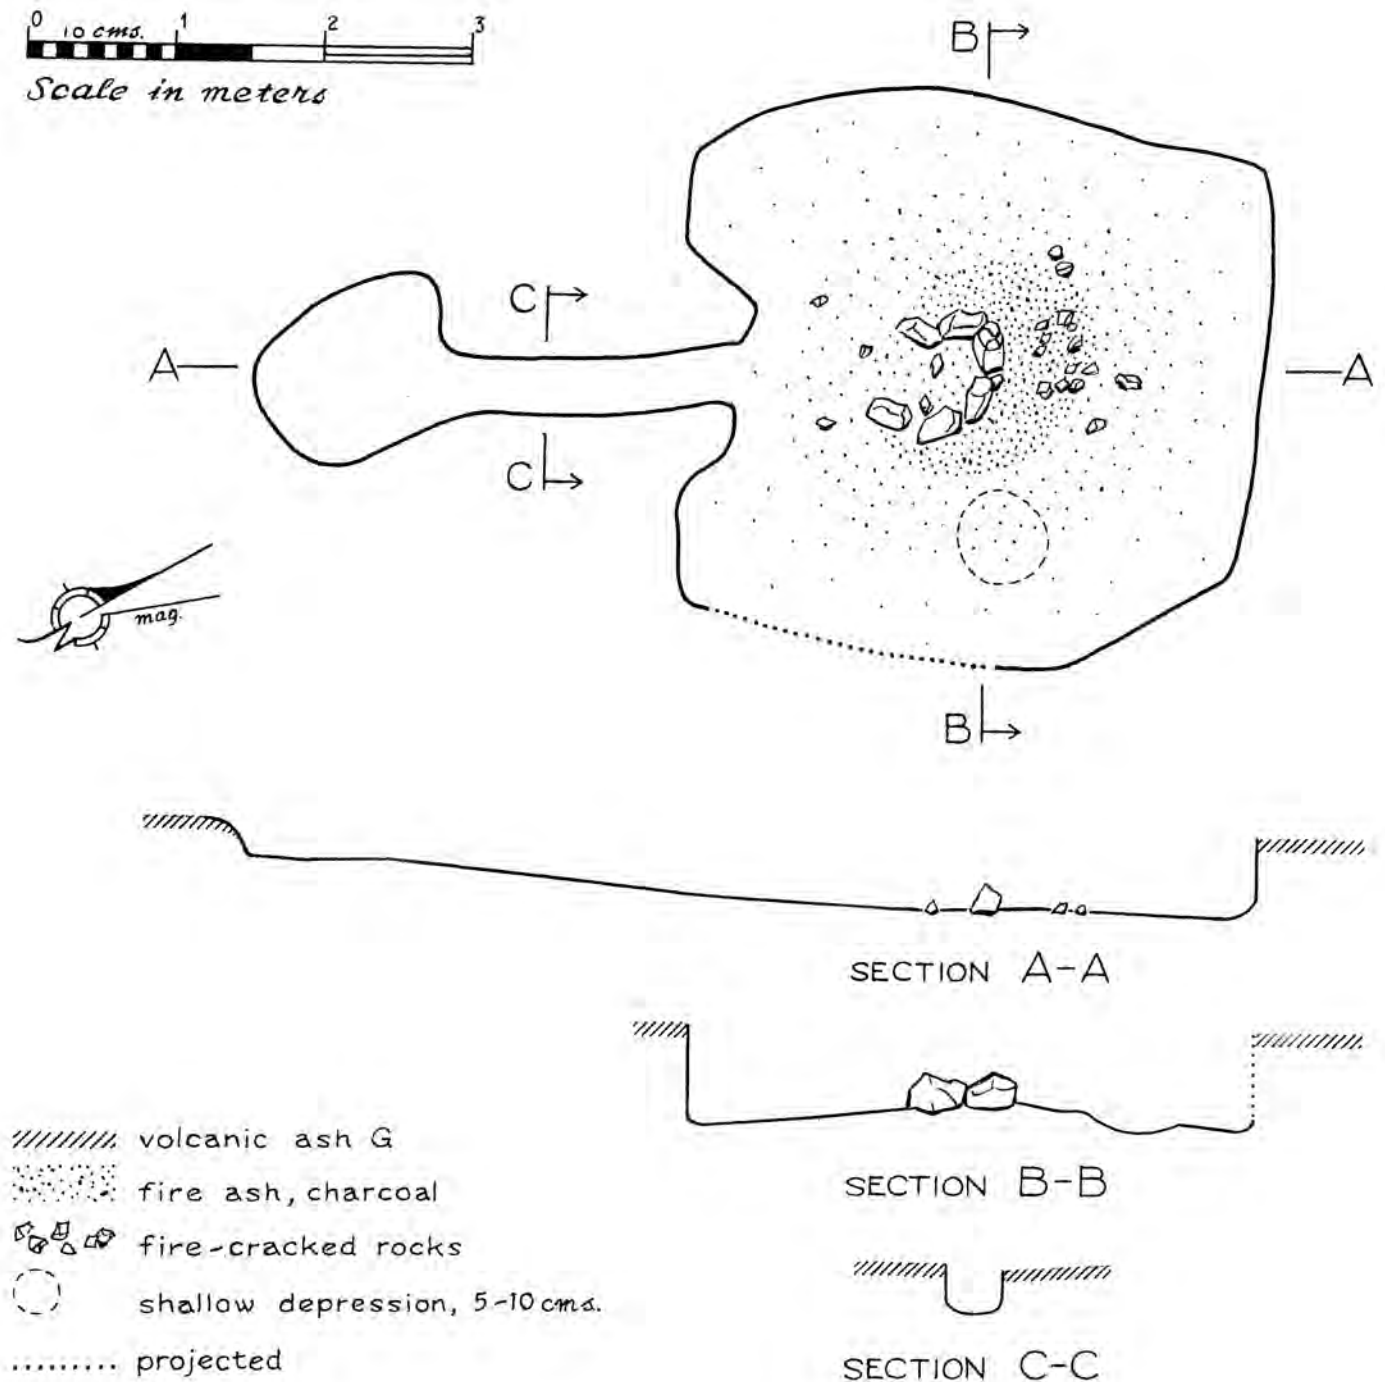 0 10 cms. 1 2 3
Scale in meters
B
C
A
A
C
mag.
B
SECTION A-A
SECTION B-B
volcanic ash G
fire ash, charcoal
fire-cracked rocks
shallow depression, 5-10 cms.
projected
SECTION C-C